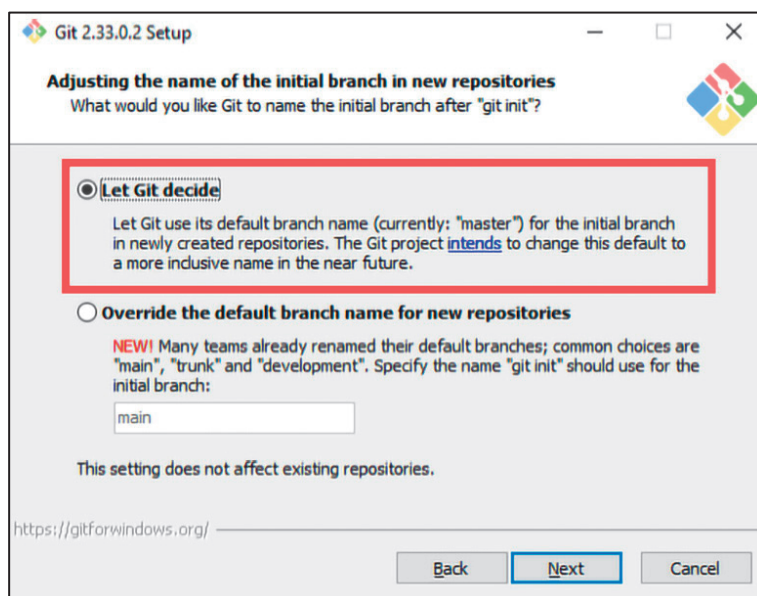 Git 2.33.0.2 Setup
Adjusting the name of the initial branch in new repositories
What would you like Git to name the initial branch after "git init"?
Let Git decide
Let Git use its default branch name (currently: "master") for the initial branch
in newly created repositories. The Git project intends to change this default to
a more inclusive name in the near future.
Override the default branch name for new repositories
NEW! Many teams already renamed their default branches; common choices are
"main", "trunk" and "development". Specify the name "git init" should use for the
initial branch:
main
This setting does not affect existing repositories.
https://gitforwindows.org/
Back Next Cancel